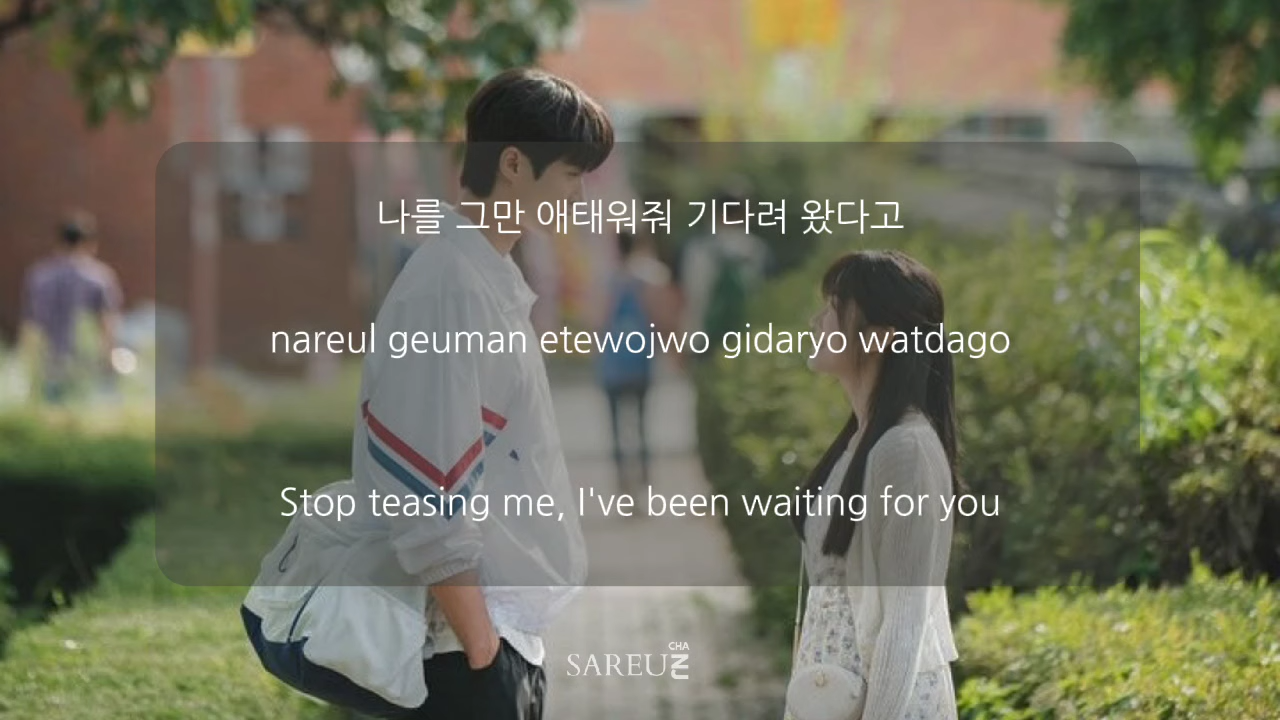 나를 그만 애태워줘 기다려 왔다고
nareul geuman etewojwo gidaryo watdago
Stop teasing me, I've been waiting for you
SAREUN
CHA